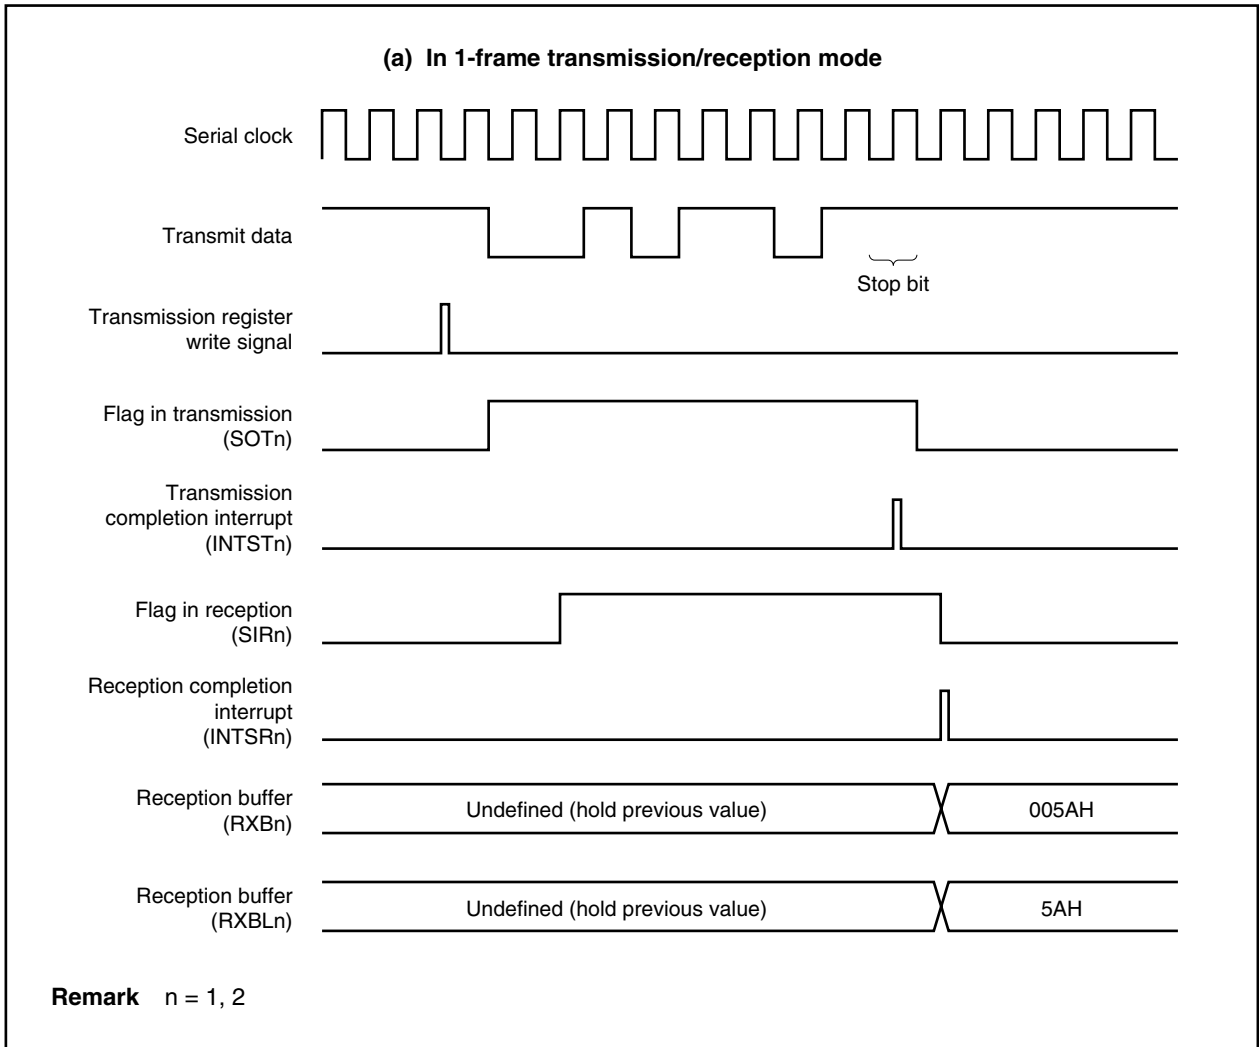 (a) In 1-frame transmission/reception mode
Serial clock
Transmit data
Stop bit
Transmission register
write signal
Flag in transmission
(SOTn)
Transmission
completion interrupt
(INTSTn)
Flag in reception
(SIRn)
Reception completion
interrupt
(INTSRn)
Reception buffer
(RXBn)
Undefined (hold previous value)
005AH
Reception buffer
(RXBLn)
Undefined (hold previous value)
5AH
Remark n = 1, 2